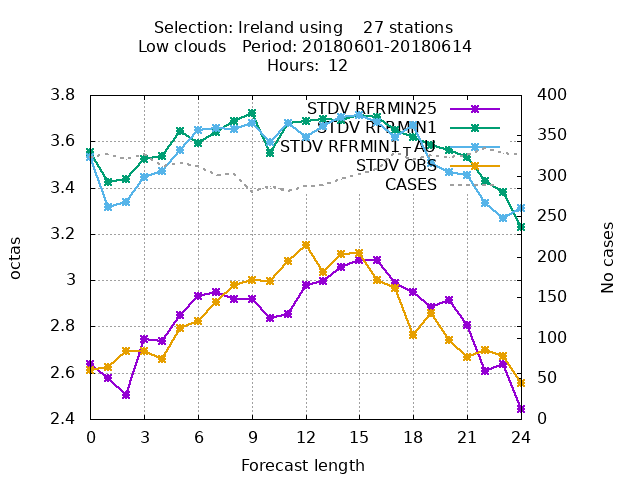 Selection: Ireland using    27 stations
Low clouds   Period: 20180601-20180614
Hours:  12
3.8
3.6
3.4
3.2
3
2.8
2.6
2.4
octas
400
350
300
250
200
150
100
50
0
No cases
STDV RFRMIN25
STDV RFRMIN1
STDV RFRMIN1_AU
STDV OBS
CASES
0 3 6 9 12 15 18 21 24
Forecast length